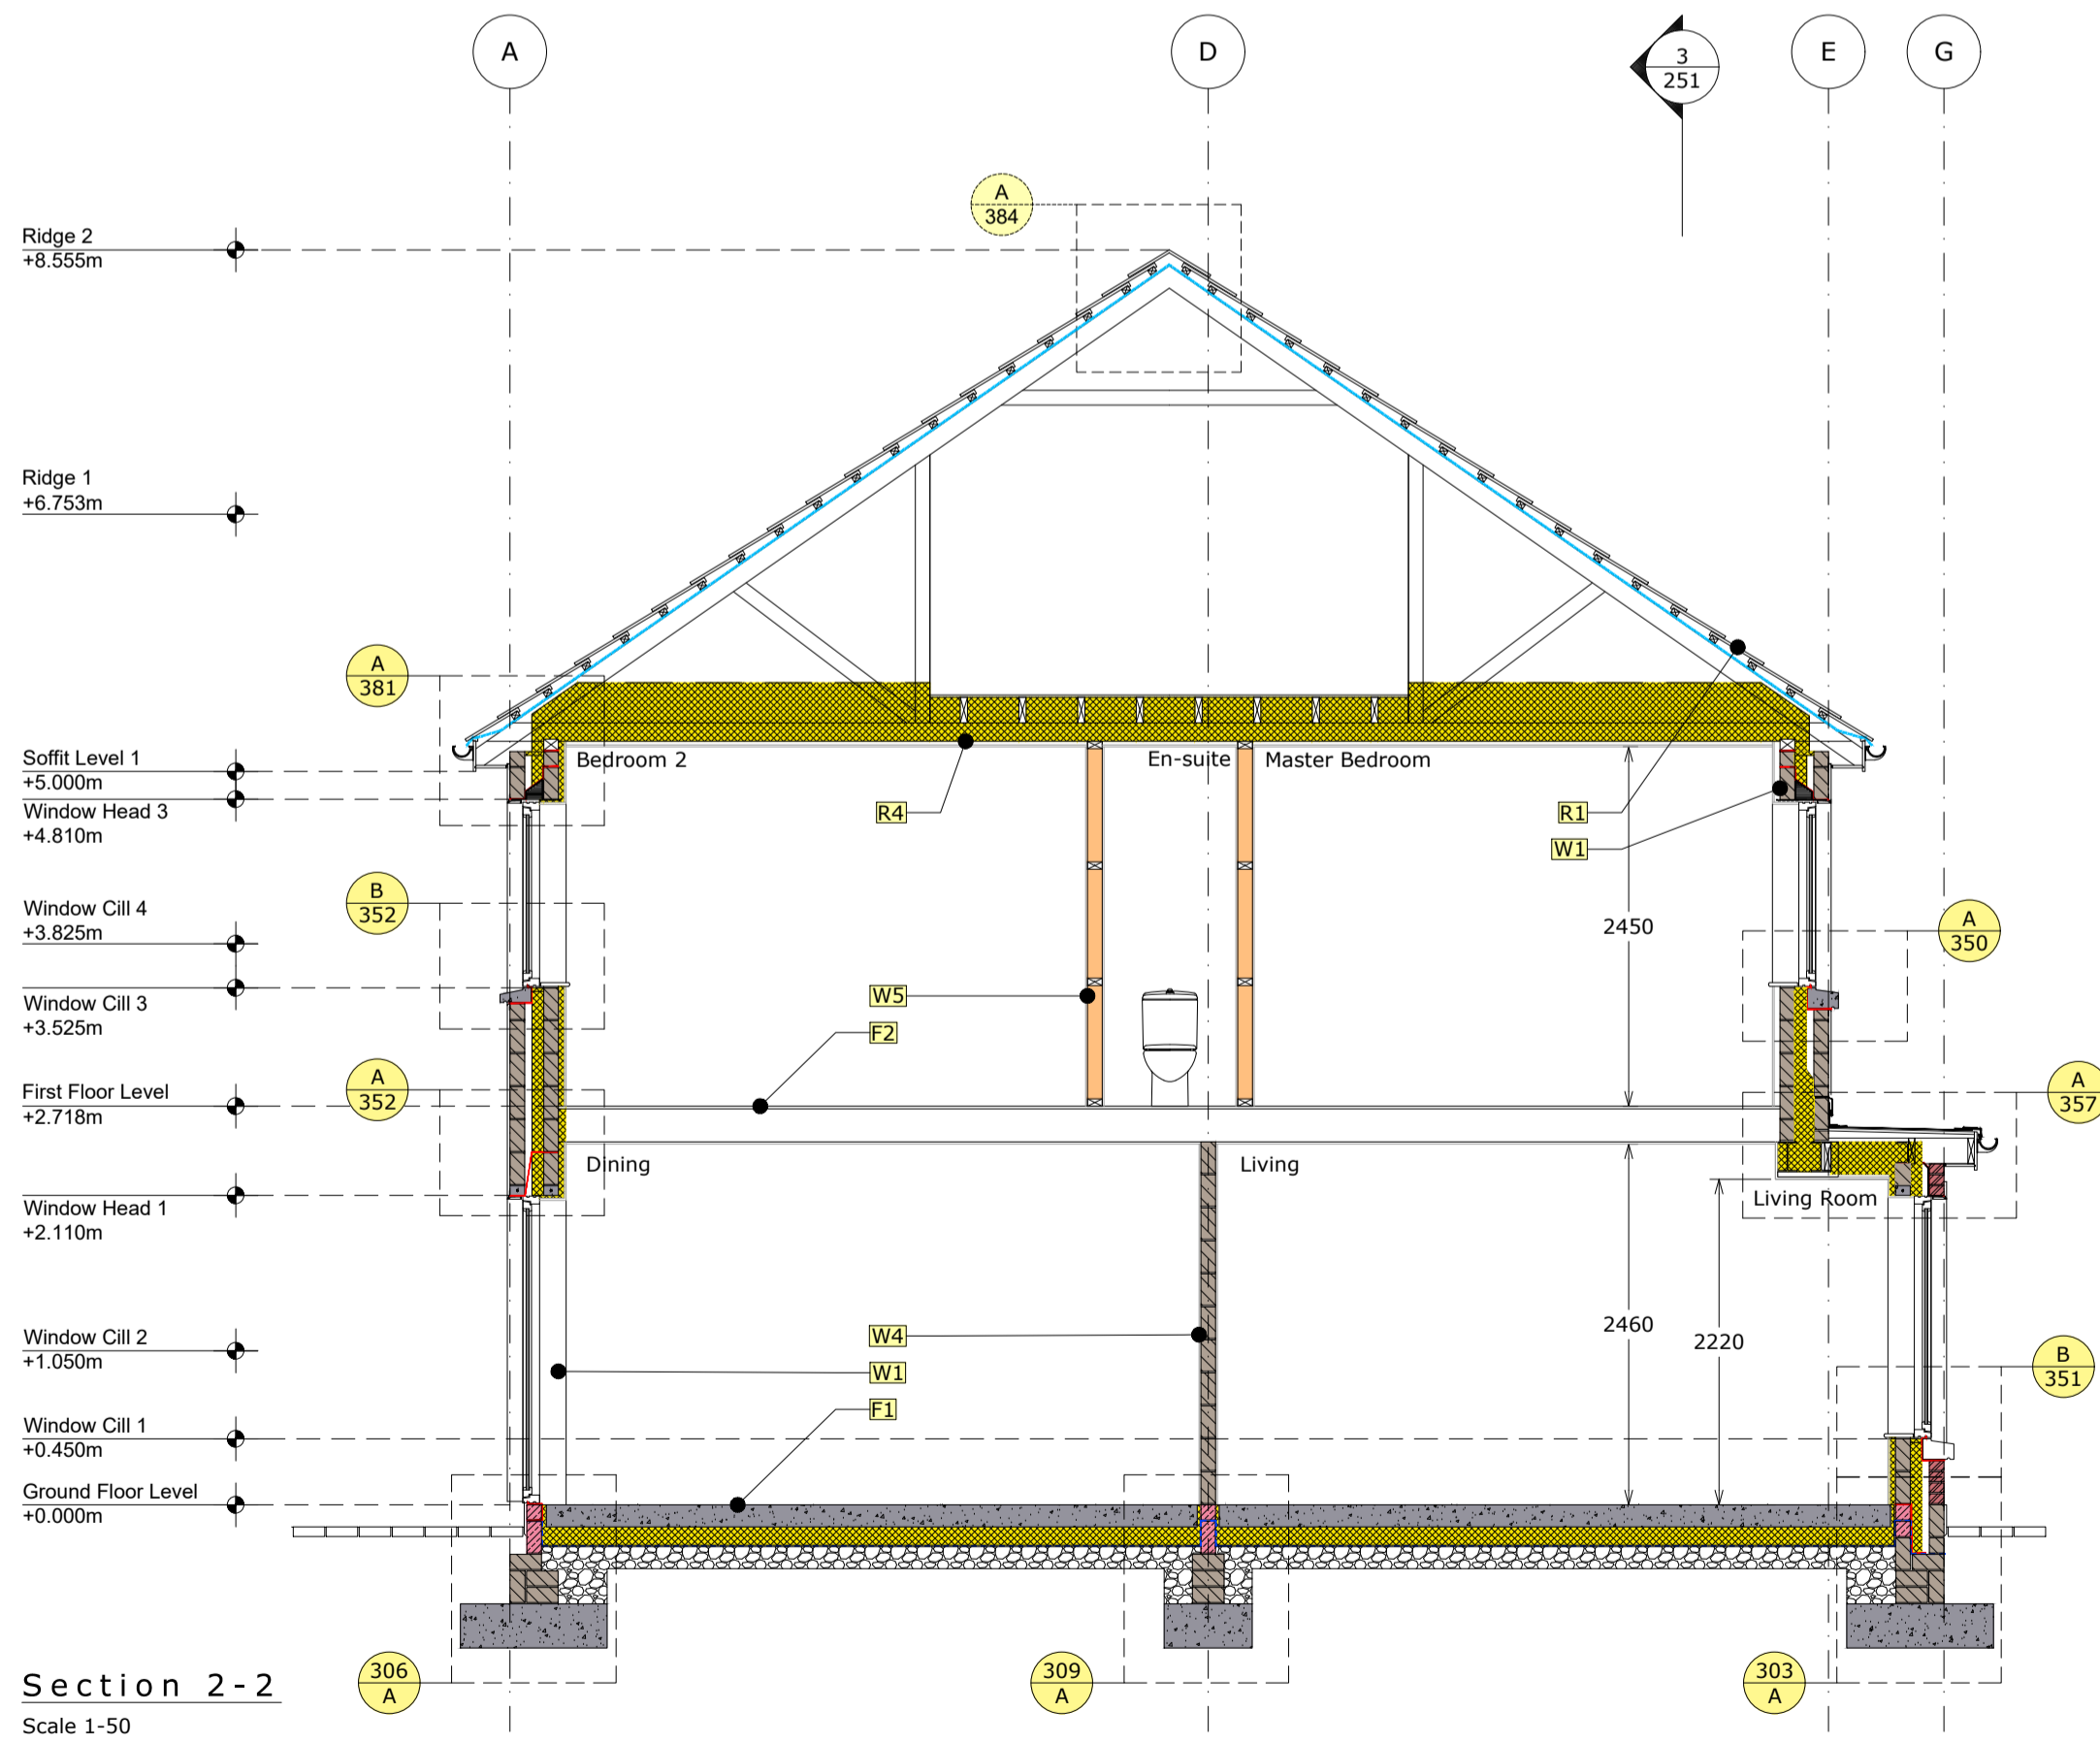 A
D
3
251
E
G
A
384
Ridge 2
+8.555m
Ridge 1
+6.753m
A
381
Soffit Level 1
+5.000m
Window Head 3
+4.810m
Bedroom 2
En-suite
Master Bedroom
R4
R1
W1
B
352
Window Cill 4
+3.825m
2450
A
350
Window Cill 3
+3.525m
W5
F2
A
352
First Floor Level
+2.718m
A
357
Dining
Living
Living Room
Window Head 1
+2.110m
Window Cill 2
+1.050m
W4
W1
F1
2460
2220
B
351
Window Cill 1
+0.450m
Ground Floor Level
+0.000m
306
A
309
A
303
A
Section 2-2
Scale 1-50